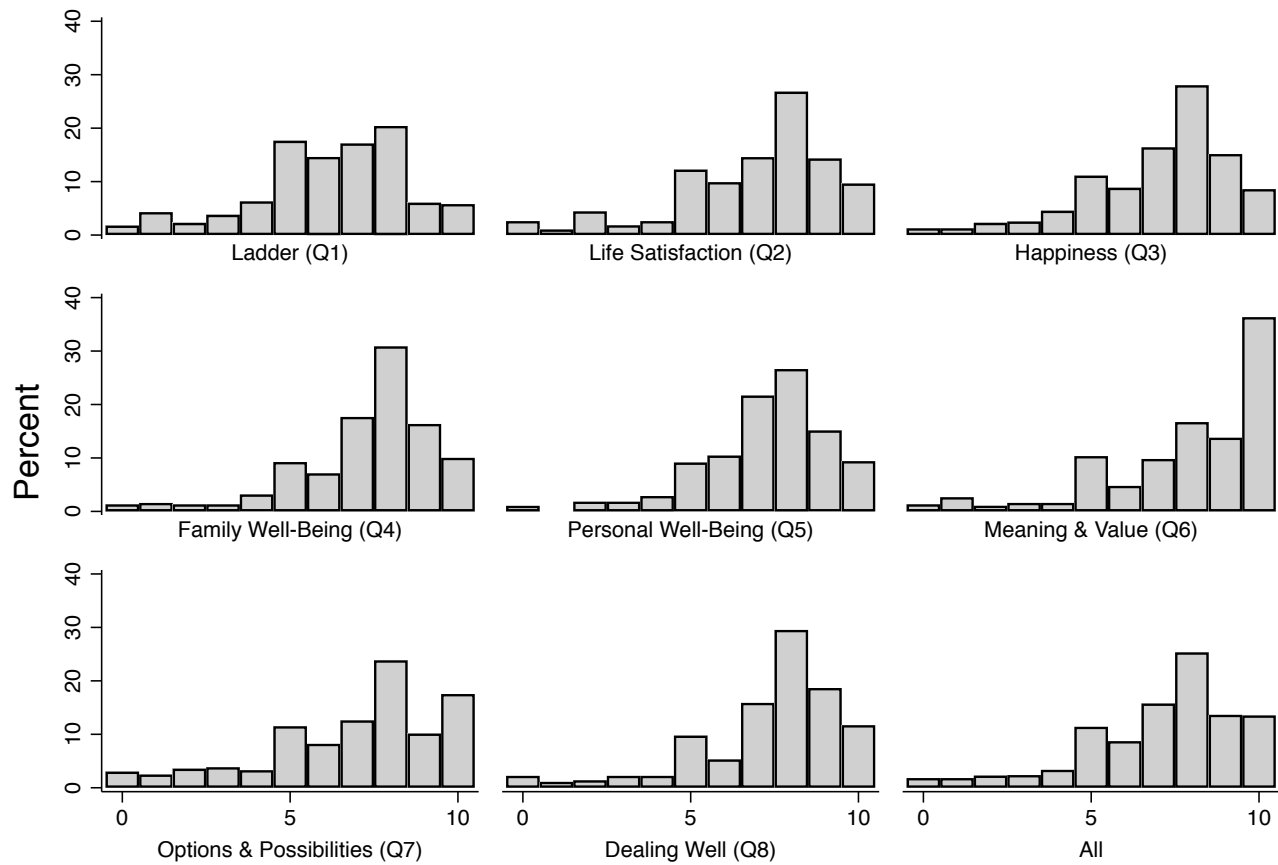 40
30
20
10
0
Ladder (Q1)
Life Satisfaction (Q2)
Happiness (Q3)
Percent
40
30
20
10
0
Family Well-Being (Q4)
Personal Well-Being (Q5)
Meaning & Value (Q6)
40
30
20
10
0
0 5 10
0 5 10
0 5 10
Options & Possibilities (Q7)
Dealing Well (Q8)
All